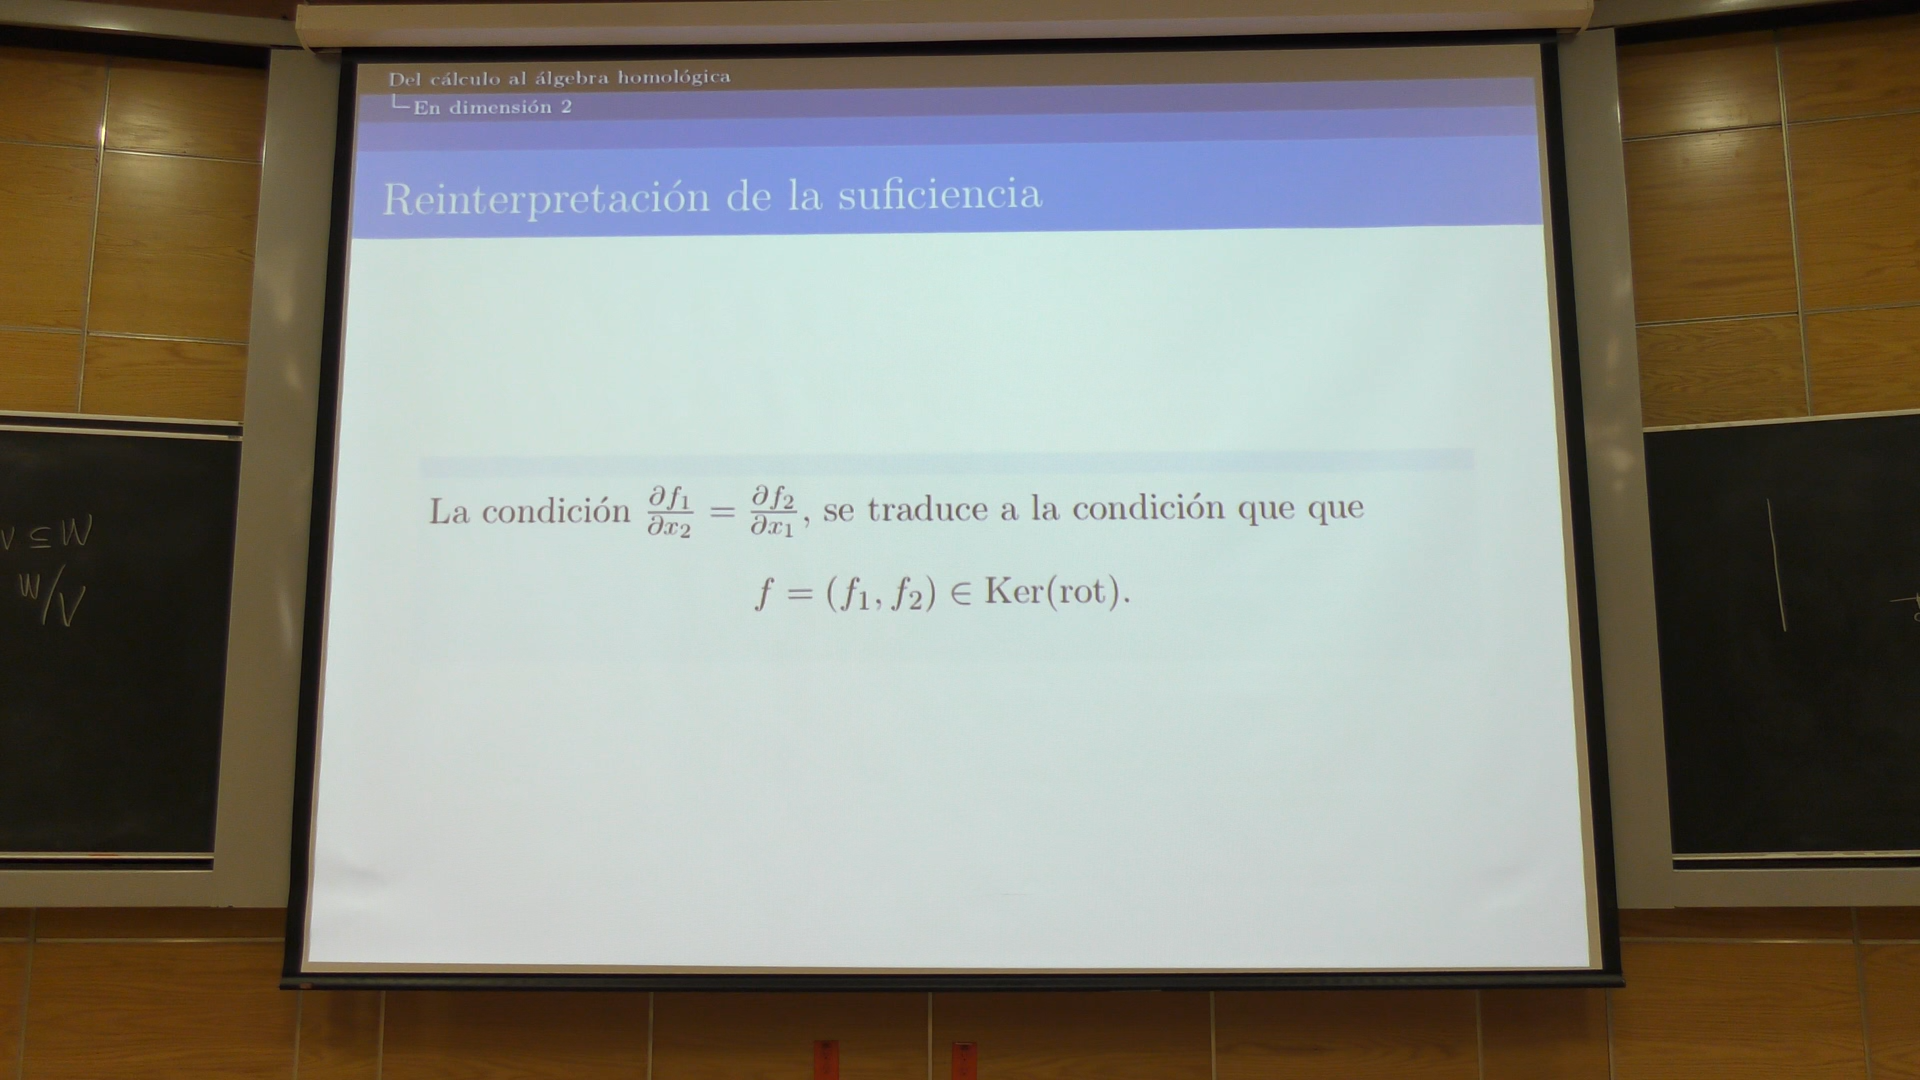 Del cálculo al álgebra homológica
└En dimensión 2
Reinterpretación de la suficiencia
La condición ∂f₁/∂x₂ = ∂f₂/∂x₁, se traduce a la condición que que
f = (f₁, f₂) ∈ Ker(rot).
V ⊆ W
W/V